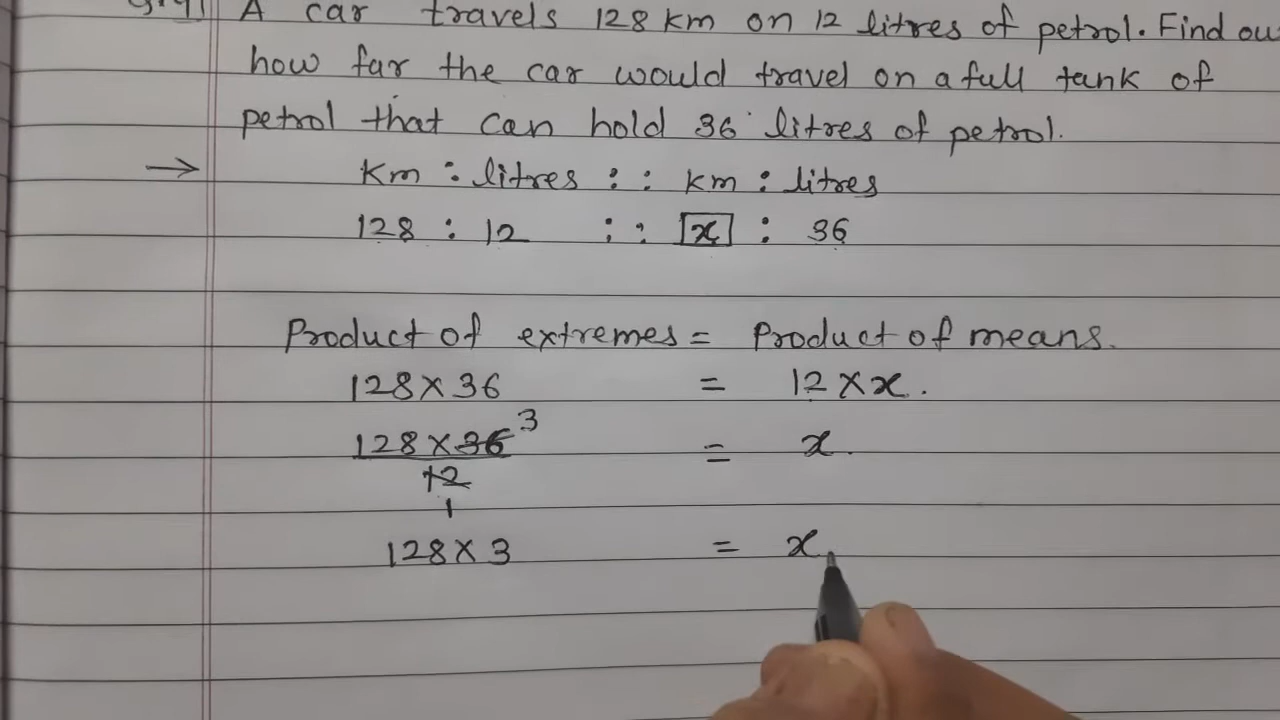 A car travels 128 km on 12 litres of petrol. Find ou
how far the car would travel on a full tank of
petrol that can hold 36 litres of petrol.
→ Km : litres :: km : litres
128 : 12 :: x : 36
Product of extremes = Product of means.
128 × 36 = 12 × x.
128 × 36 3 = x.
12
1
128 × 3 = x